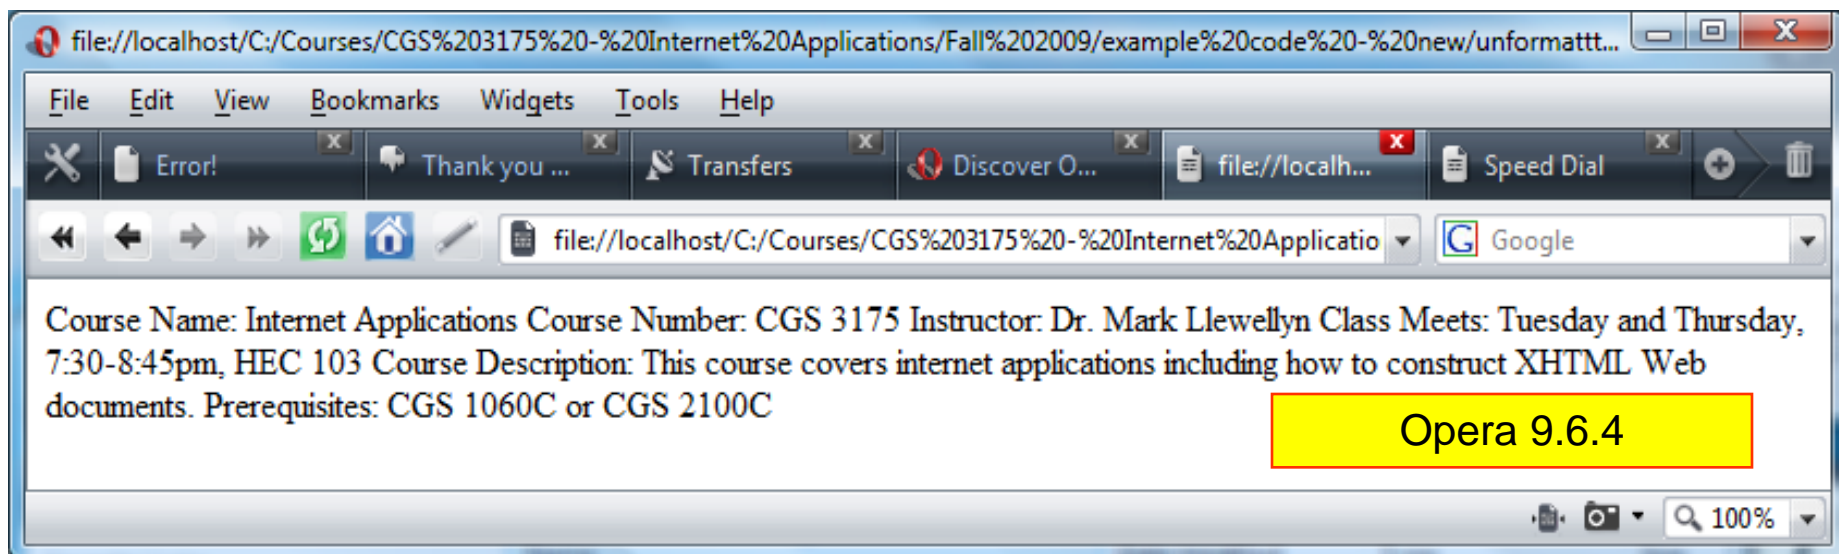 file://localhost/C:/Courses/CGS%203175%20-%20Internet%20Applications/Fall%202009/example%20code%20-%20new/unformattt...
File Edit View Bookmarks Widgets Tools Help
Error! Thank you ... Transfers Discover O... file://localh... Speed Dial
file://localhost/C:/Courses/CGS%203175%20-%20Internet%20Applicatio Google
Course Name: Internet Applications Course Number: CGS 3175 Instructor: Dr. Mark Llewellyn Class Meets: Tuesday and Thursday,
7:30-8:45pm, HEC 103 Course Description: This course covers internet applications including how to construct XHTML Web
documents. Prerequisites: CGS 1060C or CGS 2100C
Opera 9.6.4
100%